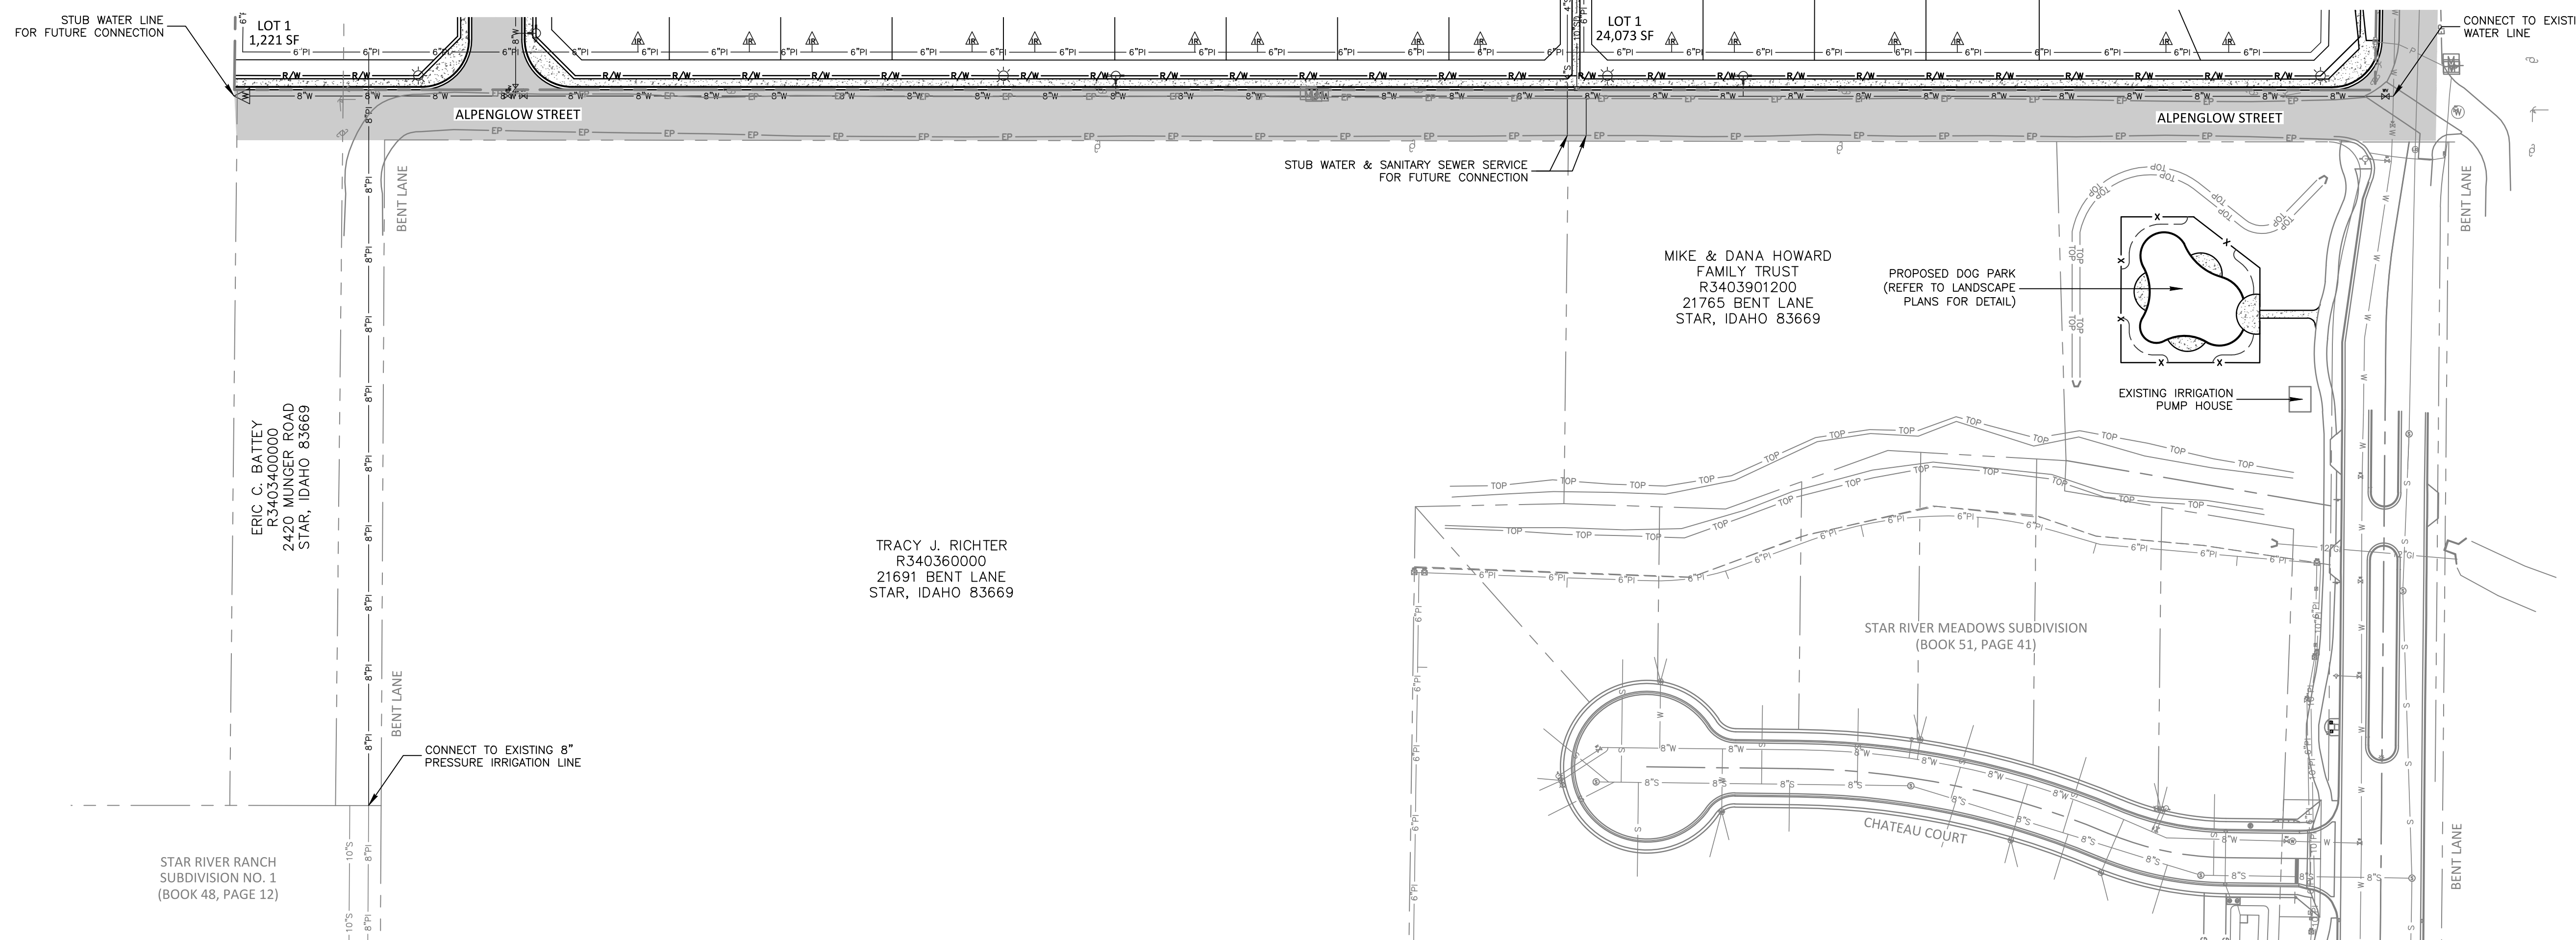 STUB WATER LINE
FOR FUTURE CONNECTION
LOT 1
1,221 SF
LOT 1
24,073 SF
WATER LINE
ALPENGLOW STREET
ALPENGLOW STREET
STUB WATER & SANITARY SEWER SERVICE
FOR FUTURE CONNECTION
BENT LANE
BENT LANE
MIKE & DANA HOWARD
FAMILY TRUST
R3403901200
21765 BENT LANE
STAR, IDAHO 83669
PROPOSED DOG PARK
(REFER TO LANDSCAPE
PLANS FOR DETAIL)
EXISTING IRRIGATION
PUMP HOUSE
ERIC C. BATTEY
R3403400000
2420 MUNGER ROAD
STAR, IDAHO 83669
TRACY J. RICHTER
R340360000
21691 BENT LANE
STAR, IDAHO 83669
STAR RIVER MEADOWS SUBDIVISION
(BOOK 51, PAGE 41)
BENT LANE
CONNECT TO EXISTING 8"
PRESSURE IRRIGATION LINE
CHATEAU COURT
BENT LANE
STAR RIVER RANCH
SUBDIVISION NO. 1
(BOOK 48, PAGE 12)